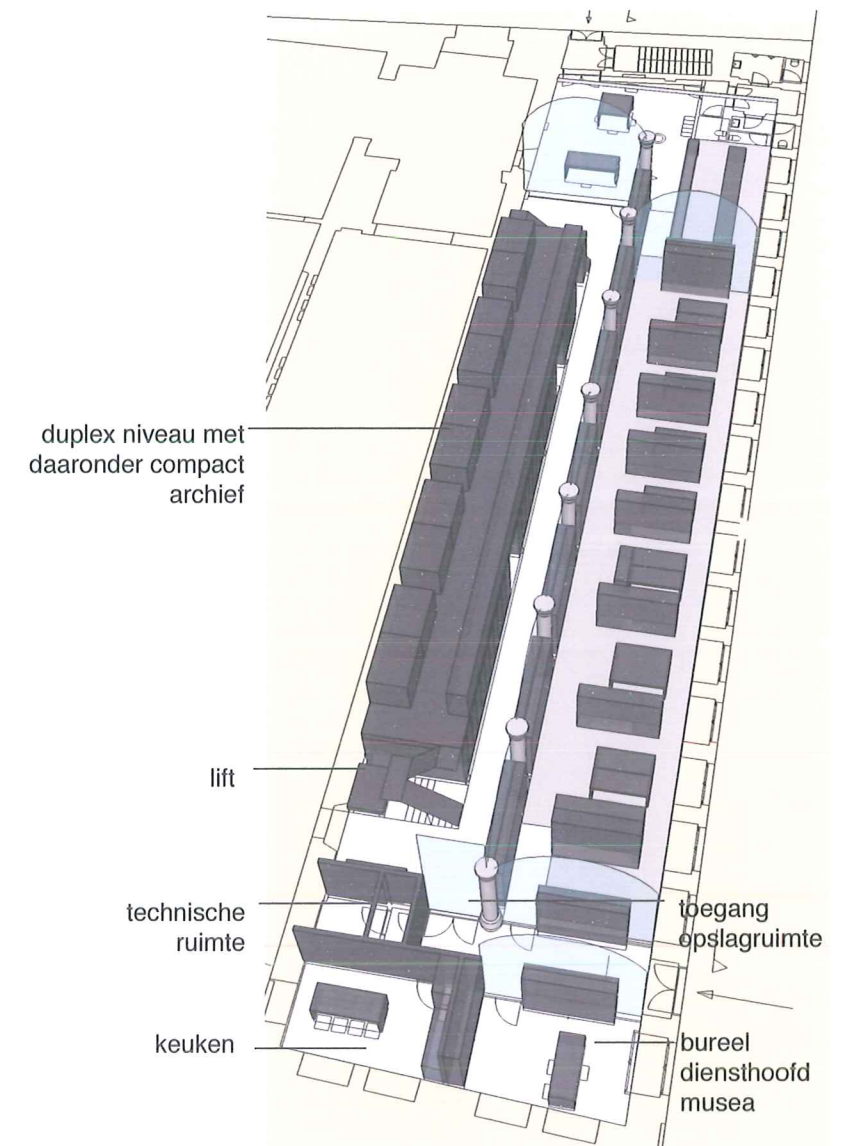 duplex niveau met
daaronder compact
archief
lift
technische
ruimte
toegang
opslagruimte
keuken
bureel
diensthoofd
musea